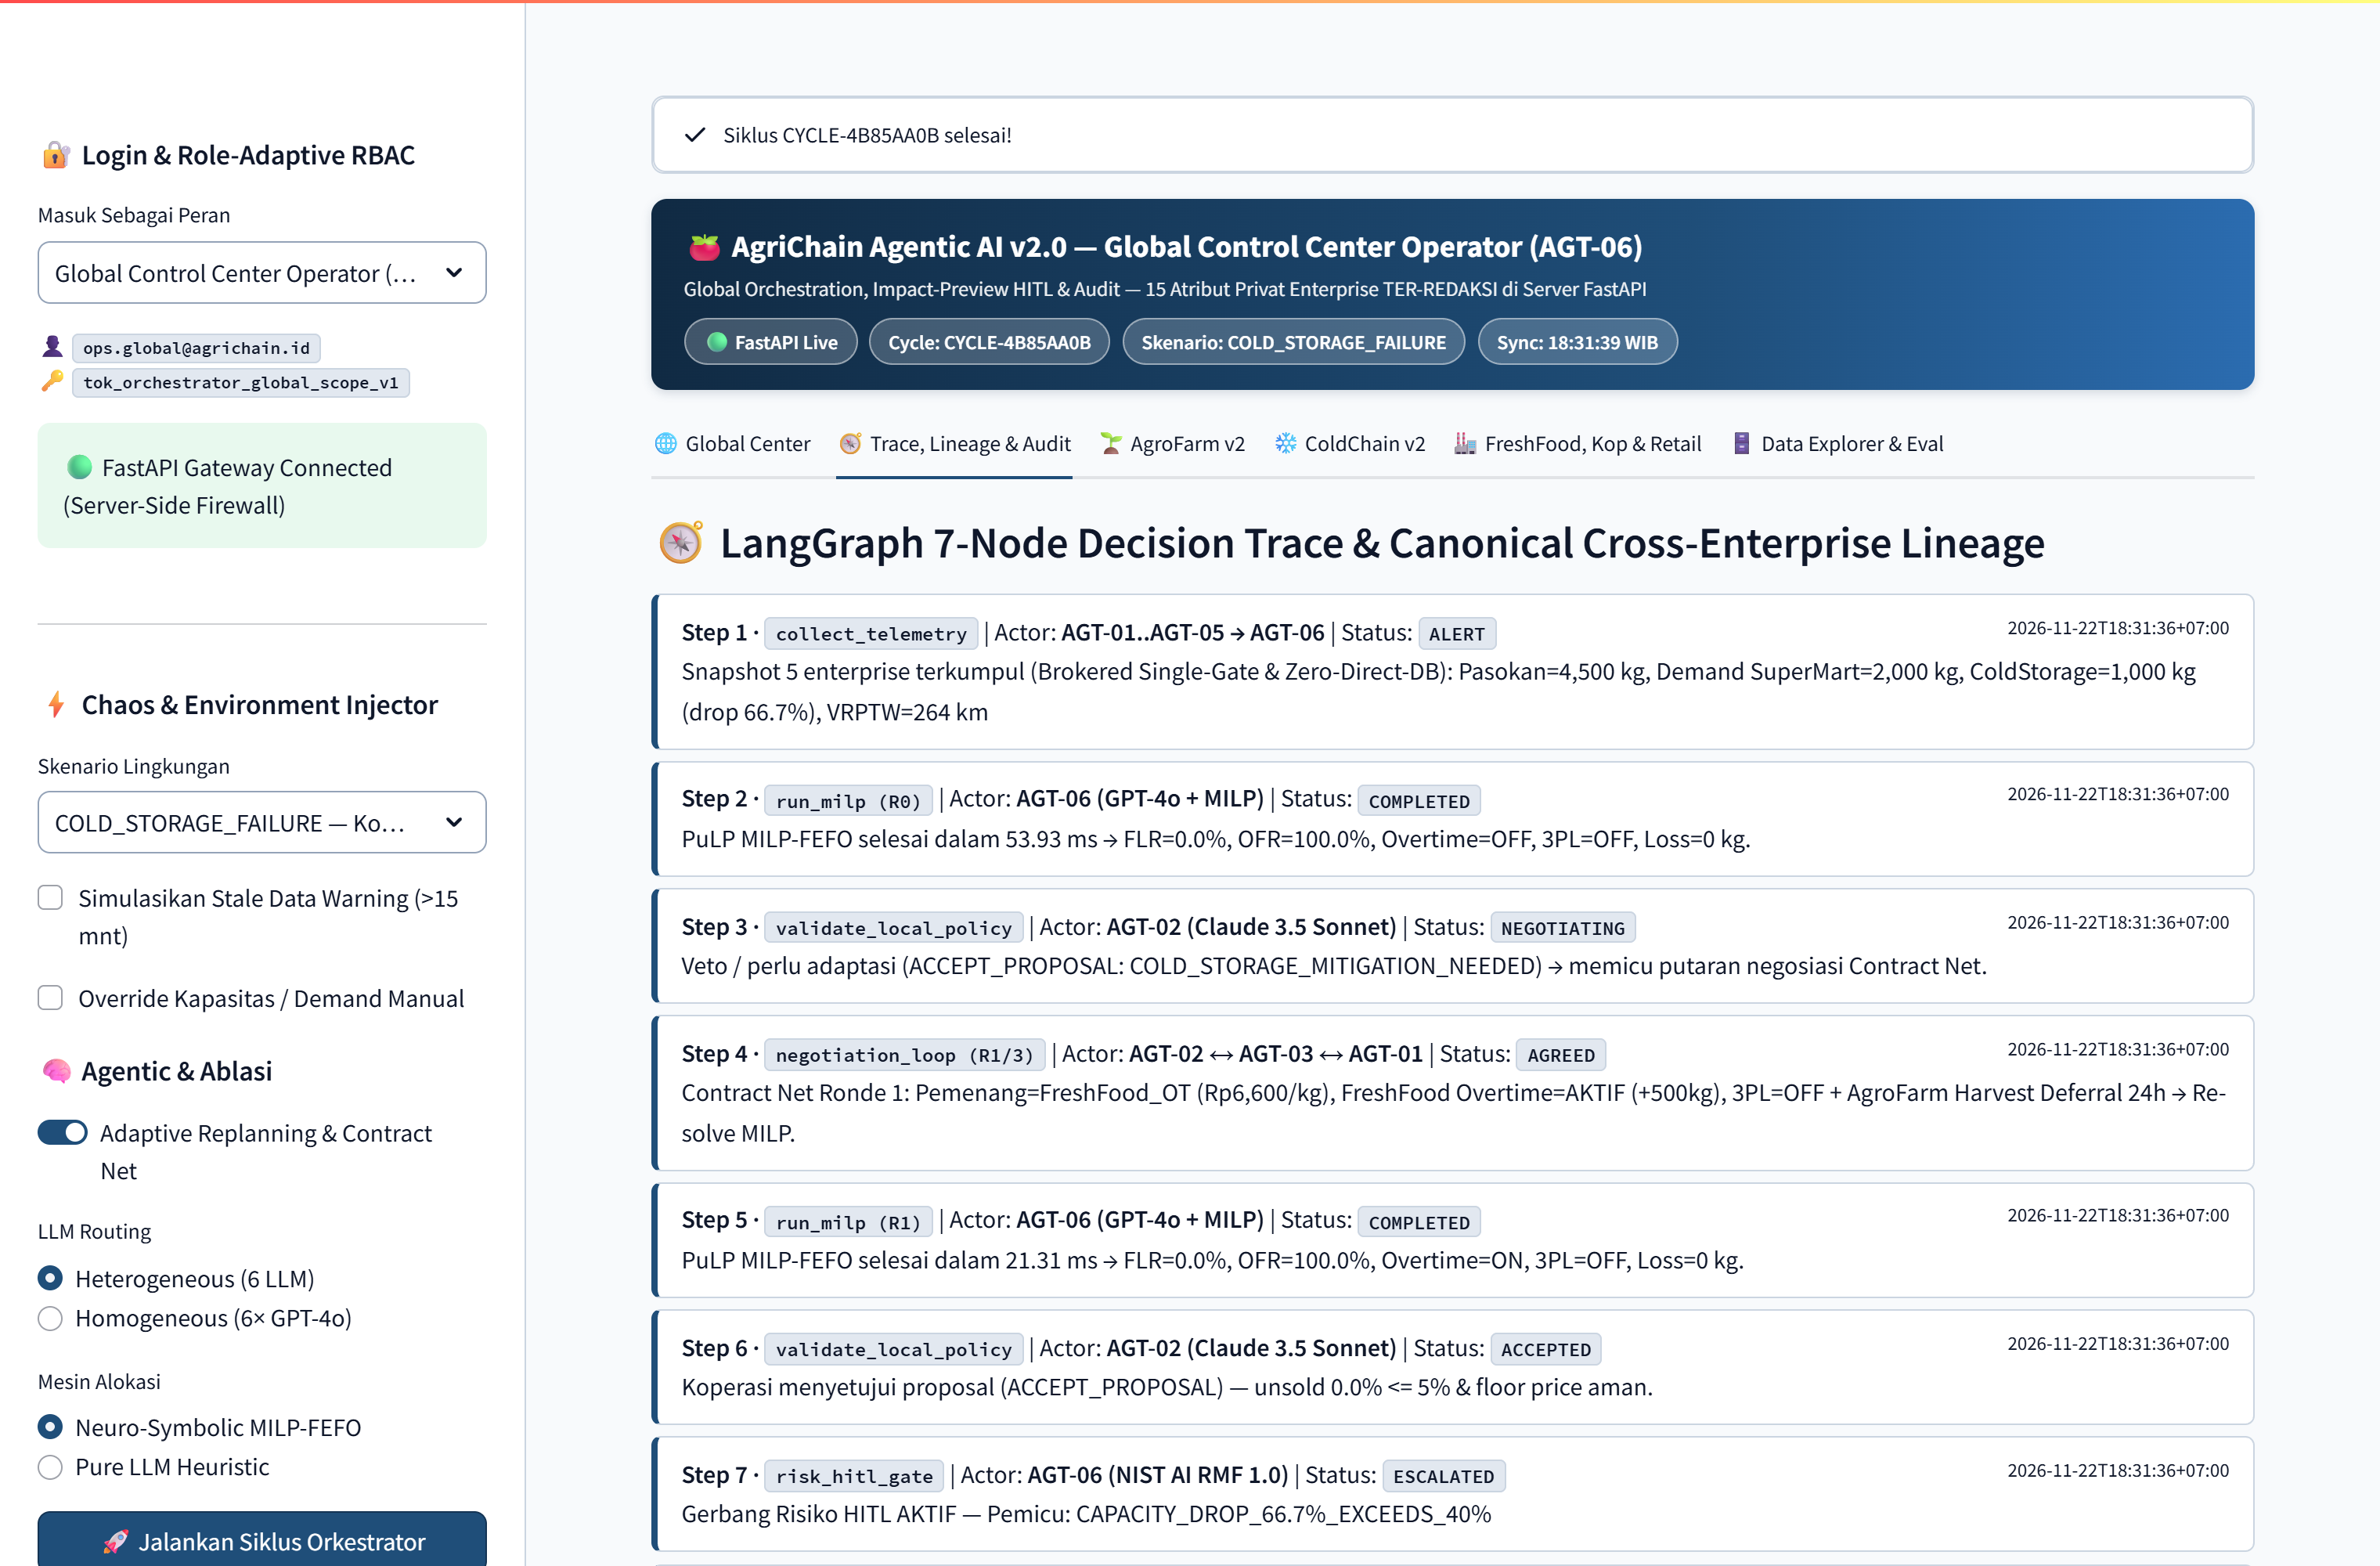 Login & Role-Adaptive RBAC
Masuk Sebagai Peran
Global Control Center Operator (...
ops.global@agrichain.id
tok_orchestrator_global_scope_v1
FastAPI Gateway Connected
(Server-Side Firewall)
Chaos & Environment Injector
Skenario Lingkungan
COLD_STORAGE_FAILURE — Ko...
Simulasikan Stale Data Warning (>15
mnt)
Override Kapasitas / Demand Manual
Agentic & Ablasi
Adaptive Replanning & Contract
Net
LLM Routing
Heterogeneous (6 LLM)
Homogeneous (6× GPT-4o)
Mesin Alokasi
Neuro-Symbolic MILP-FEFO
Pure LLM Heuristic
Jalankan Siklus Orkestrator
Siklus CYCLE-4B85AA0B selesai!
AgriChain Agentic AI v2.0 — Global Control Center Operator (AGT-06)
Global Orchestration, Impact-Preview HITL & Audit — 15 Atribut Privat Enterprise TER-REDAKSI di Server FastAPI
FastAPI Live Cycle: CYCLE-4B85AA0B Skenario: COLD_STORAGE_FAILURE Sync: 18:31:39 WIB
Global Center Trace, Lineage & Audit AgroFarm v2 ColdChain v2 FreshFood, Kop & Retail Data Explorer & Eval
LangGraph 7-Node Decision Trace & Canonical Cross-Enterprise Lineage
Step 1 · collect_telemetry | Actor: AGT-01..AGT-05 → AGT-06 | Status: ALERT 2026-11-22T18:31:36+07:00
Snapshot 5 enterprise terkumpul (Brokered Single-Gate & Zero-Direct-DB): Pasokan=4,500 kg, Demand SuperMart=2,000 kg, ColdStorage=1,000 kg
(drop 66.7%), VRPTW=264 km
Step 2 · run_milp (R0) | Actor: AGT-06 (GPT-4o + MILP) | Status: COMPLETED 2026-11-22T18:31:36+07:00
PuLP MILP-FEFO selesai dalam 53.93 ms → FLR=0.0%, OFR=100.0%, Overtime=OFF, 3PL=OFF, Loss=0 kg.
Step 3 · validate_local_policy | Actor: AGT-02 (Claude 3.5 Sonnet) | Status: NEGOTIATING 2026-11-22T18:31:36+07:00
Veto / perlu adaptasi (ACCEPT_PROPOSAL: COLD_STORAGE_MITIGATION_NEEDED) → memicu putaran negosiasi Contract Net.
Step 4 · negotiation_loop (R1/3) | Actor: AGT-02 ↔ AGT-03 ↔ AGT-01 | Status: AGREED 2026-11-22T18:31:36+07:00
Contract Net Ronde 1: Pemenang=FreshFood_OT (Rp6,600/kg), FreshFood Overtime=AKTIF (+500kg), 3PL=OFF + AgroFarm Harvest Deferral 24h → Re-
solve MILP.
Step 5 · run_milp (R1) | Actor: AGT-06 (GPT-4o + MILP) | Status: COMPLETED 2026-11-22T18:31:36+07:00
PuLP MILP-FEFO selesai dalam 21.31 ms → FLR=0.0%, OFR=100.0%, Overtime=ON, 3PL=OFF, Loss=0 kg.
Step 6 · validate_local_policy | Actor: AGT-02 (Claude 3.5 Sonnet) | Status: ACCEPTED 2026-11-22T18:31:36+07:00
Koperasi menyetujui proposal (ACCEPT_PROPOSAL) — unsold 0.0% <= 5% & floor price aman.
Step 7 · risk_hitl_gate | Actor: AGT-06 (NIST AI RMF 1.0) | Status: ESCALATED 2026-11-22T18:31:36+07:00
Gerbang Risiko HITL AKTIF — Pemicu: CAPACITY_DROP_66.7%_EXCEEDS_40%